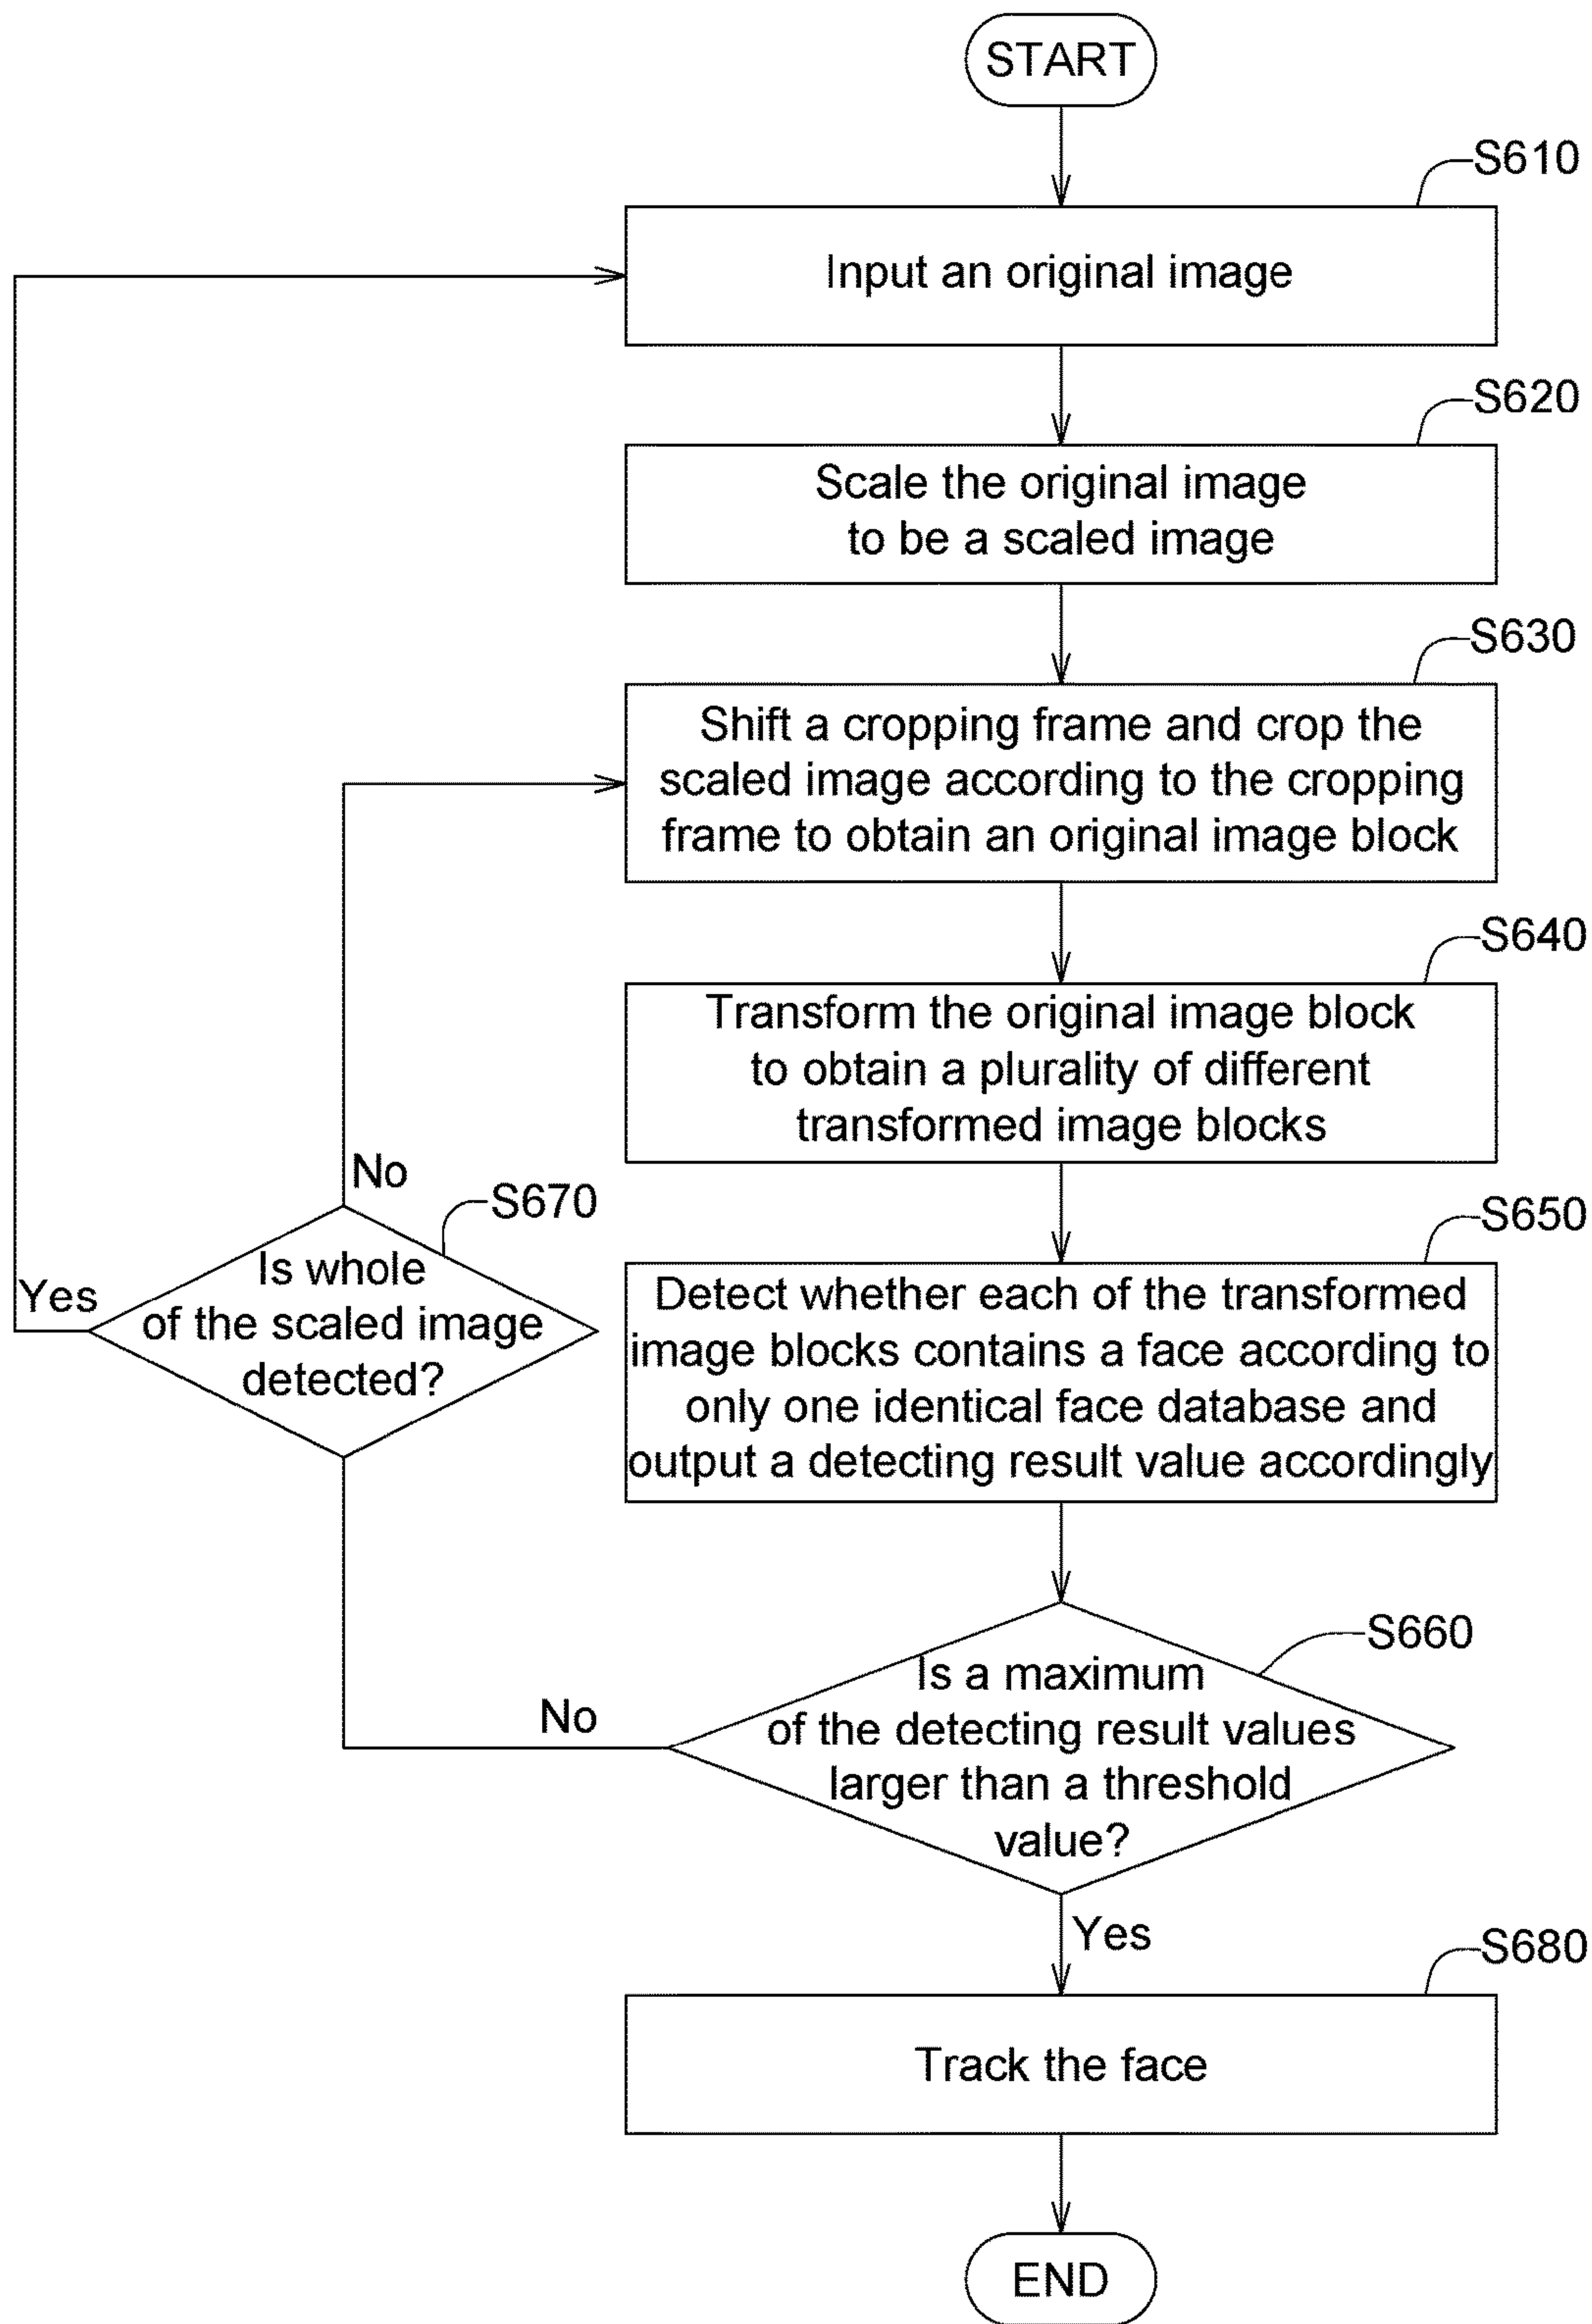 START
S610
Input an original image
S620
Scale the original image
to be a scaled image
S630
Shift a cropping frame and crop the
scaled image according to the cropping
frame to obtain an original image block
S640
Transform the original image block
to obtain a plurality of different
transformed image blocks
No
S670
Is whole
of the scaled image
detected?
Yes
S650
Detect whether each of the transformed
image blocks contains a face according to
only one identical face database and
output a detecting result value accordingly
S660
Is a maximum
of the detecting result values
larger than a threshold
value?
No
Yes
S680
Track the face
END